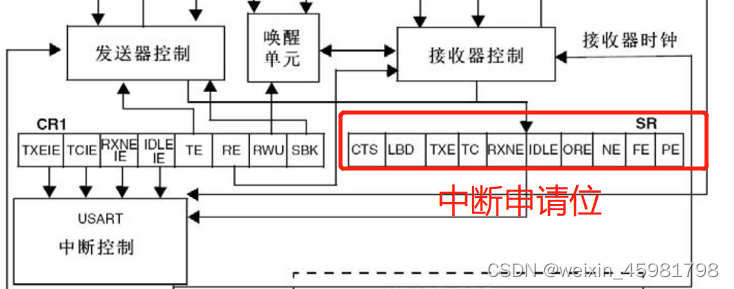 发送器控制
唤醒
单元
接收器控制
接收器时钟
CR1
SR
TXEIE
TCIE
RXNE
IE
IDLE
IE
TE
RE
RWU
SBK
CTS
LBD
TXE
TC
RXNE
IDLE
ORE
NE
FE
PE
USART
中断控制
中断申请位
CSDN @weixin_45981798